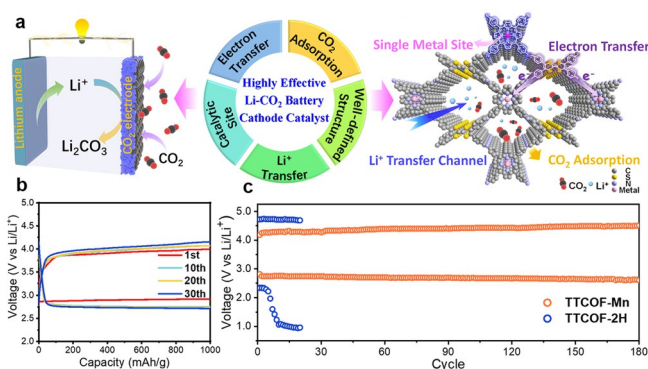 a
Lithium anode
Li⁺
Li₂CO₃
CO₂ electrode
CO₂
Electron Transfer
CO₂ Adsorption
Well-defined Structure
Li⁺ Transfer
Catalytic Site
Highly Effective
Li-CO₂ Battery
Cathode Catalyst
Single Metal Site
Electron Transfer
e⁻
e⁻
Li⁺ Transfer Channel
CO₂ Adsorption
CO₂ Li⁺
C
S
N
Metal
b
Voltage (V vs Li/Li⁺)
5.0
4.5
4.0
3.5
3.0
2.5
2.0
1st
10th
20th
30th
0 200 400 600 800 1000
Capacity (mAh/g)
c
Voltage (V vs Li/Li⁺)
5.0
4.0
3.0
2.0
1.0
TTCOF-Mn
TTCOF-2H
0 30 60 90 120 150 180
Cycle